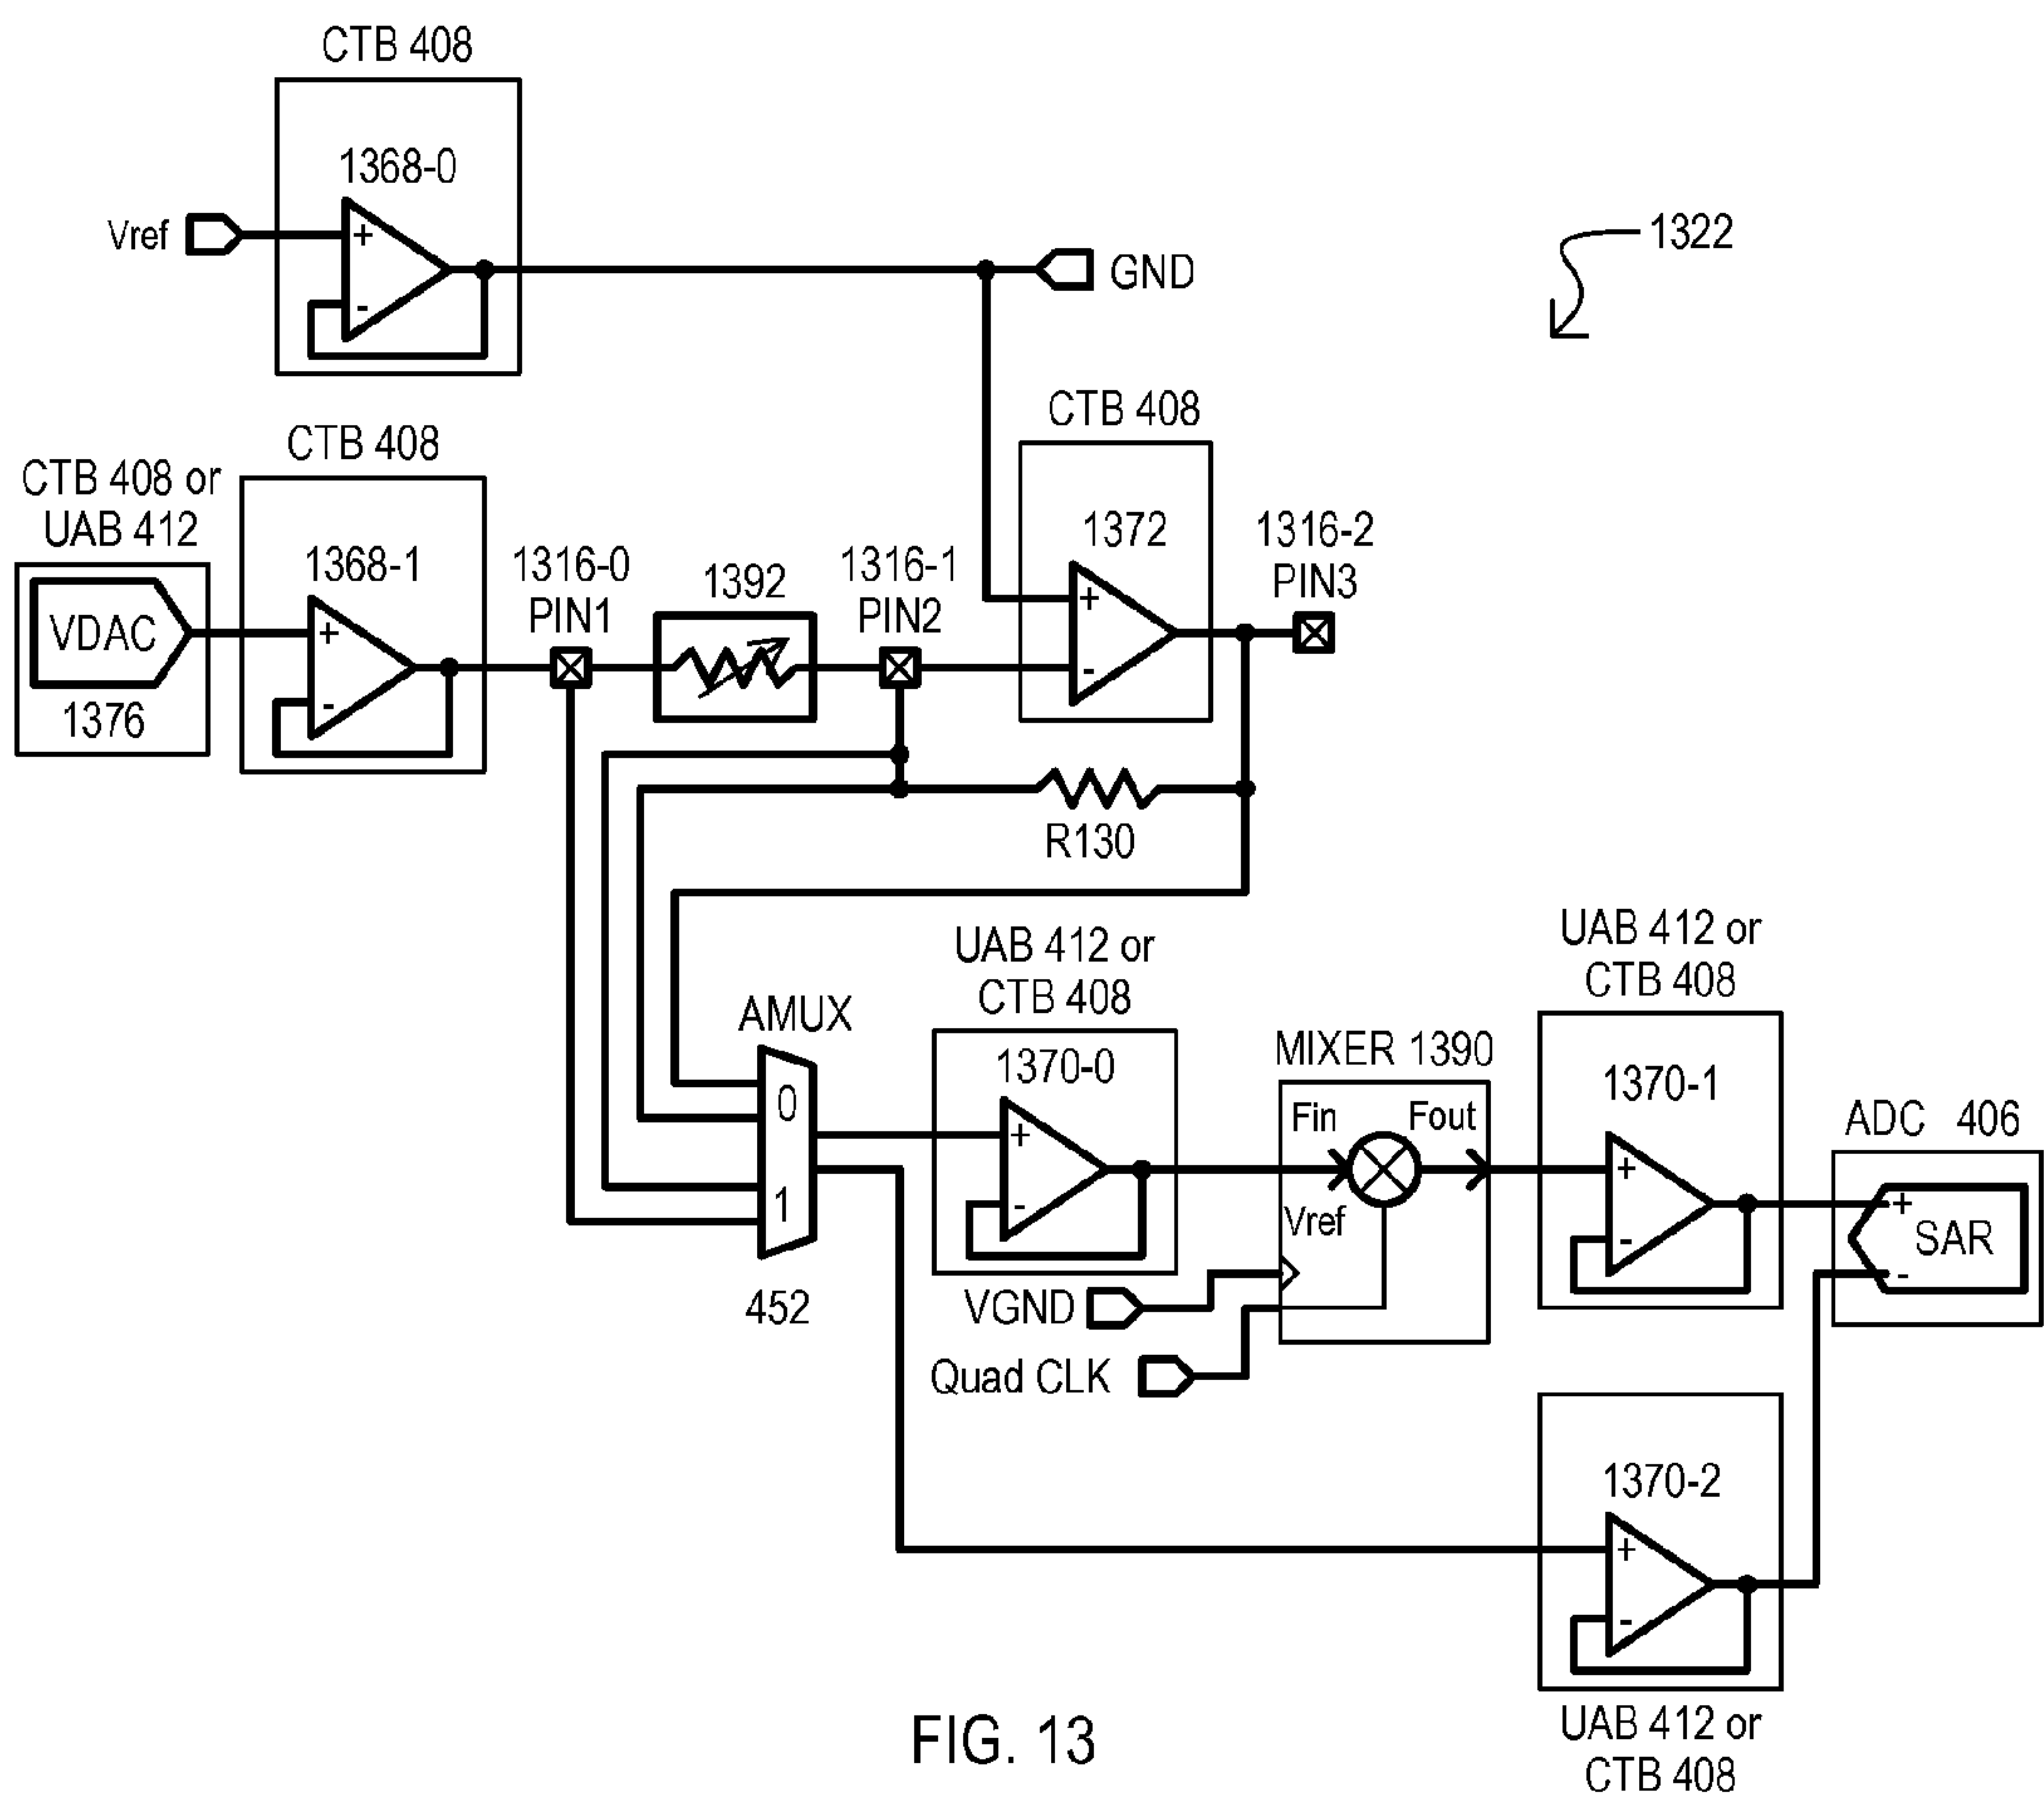 CTB 408
1368-0
Vref
+
-
GND
1322
CTB 408 or
UAB 412
VDAC
1376
CTB 408
1368-1
+
-
1316-0
PIN1
1392
1316-1
PIN2
CTB 408
1372
+
-
1316-2
PIN3
R130
AMUX
0
1
452
UAB 412 or
CTB 408
1370-0
+
-
MIXER 1390
Fin
Fout
Vref
VGND
Quad CLK
UAB 412 or
CTB 408
1370-1
+
-
ADC 406
+
SAR
-
1370-2
+
-
UAB 412 or
CTB 408
FIG. 13